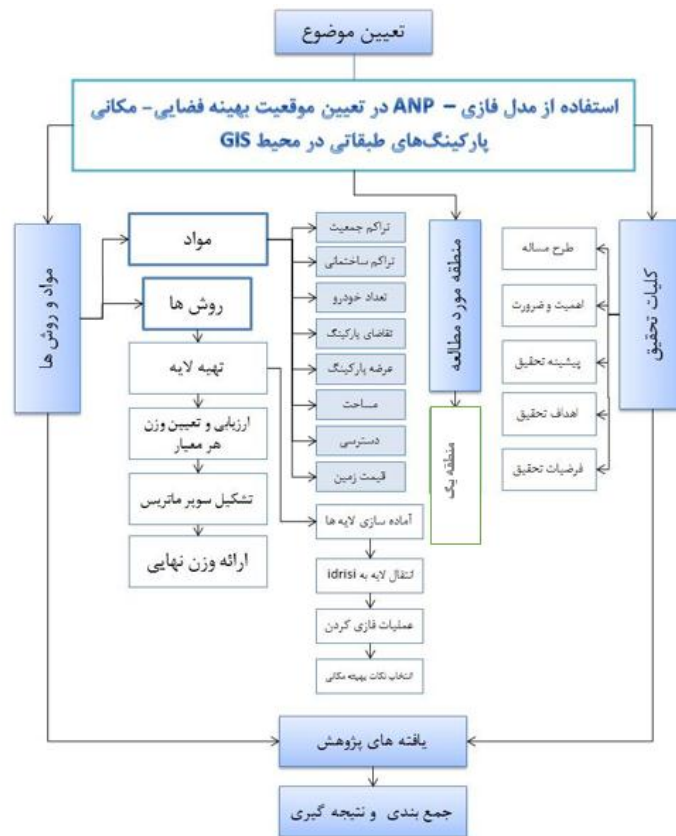 تعیین موضوع
استفاده از مدل فازی – ANP در تعیین موقعیت بهینه فضایی- مکانی
پارکینگ‌های طبقاتی در محیط GIS
کلیات تحقیق
طرح مساله
اهمیت و ضرورت
پیشینه تحقیق
اهداف تحقیق
فرضیات تحقیق
منطقه مورد مطالعه
منطقه یک
مواد و روش ها
مواد
تراکم جمعیت
تراکم ساختمانی
تعداد خودرو
تقاضای پارکینگ
عرضه پارکینگ
مساحت
دسترسی
قیمت زمین
روش ها
تهیه لایه
ارزیابی و تعیین وزن
هر معیار
تشکیل سوپر ماتریس
ارائه وزن نهایی
آماده سازی لایه ها
انتقال لایه به idrisi
عملیات فازی کردن
انتخاب نکات بهینه مکانی
یافته های پژوهش
جمع بندی و نتیجه گیری